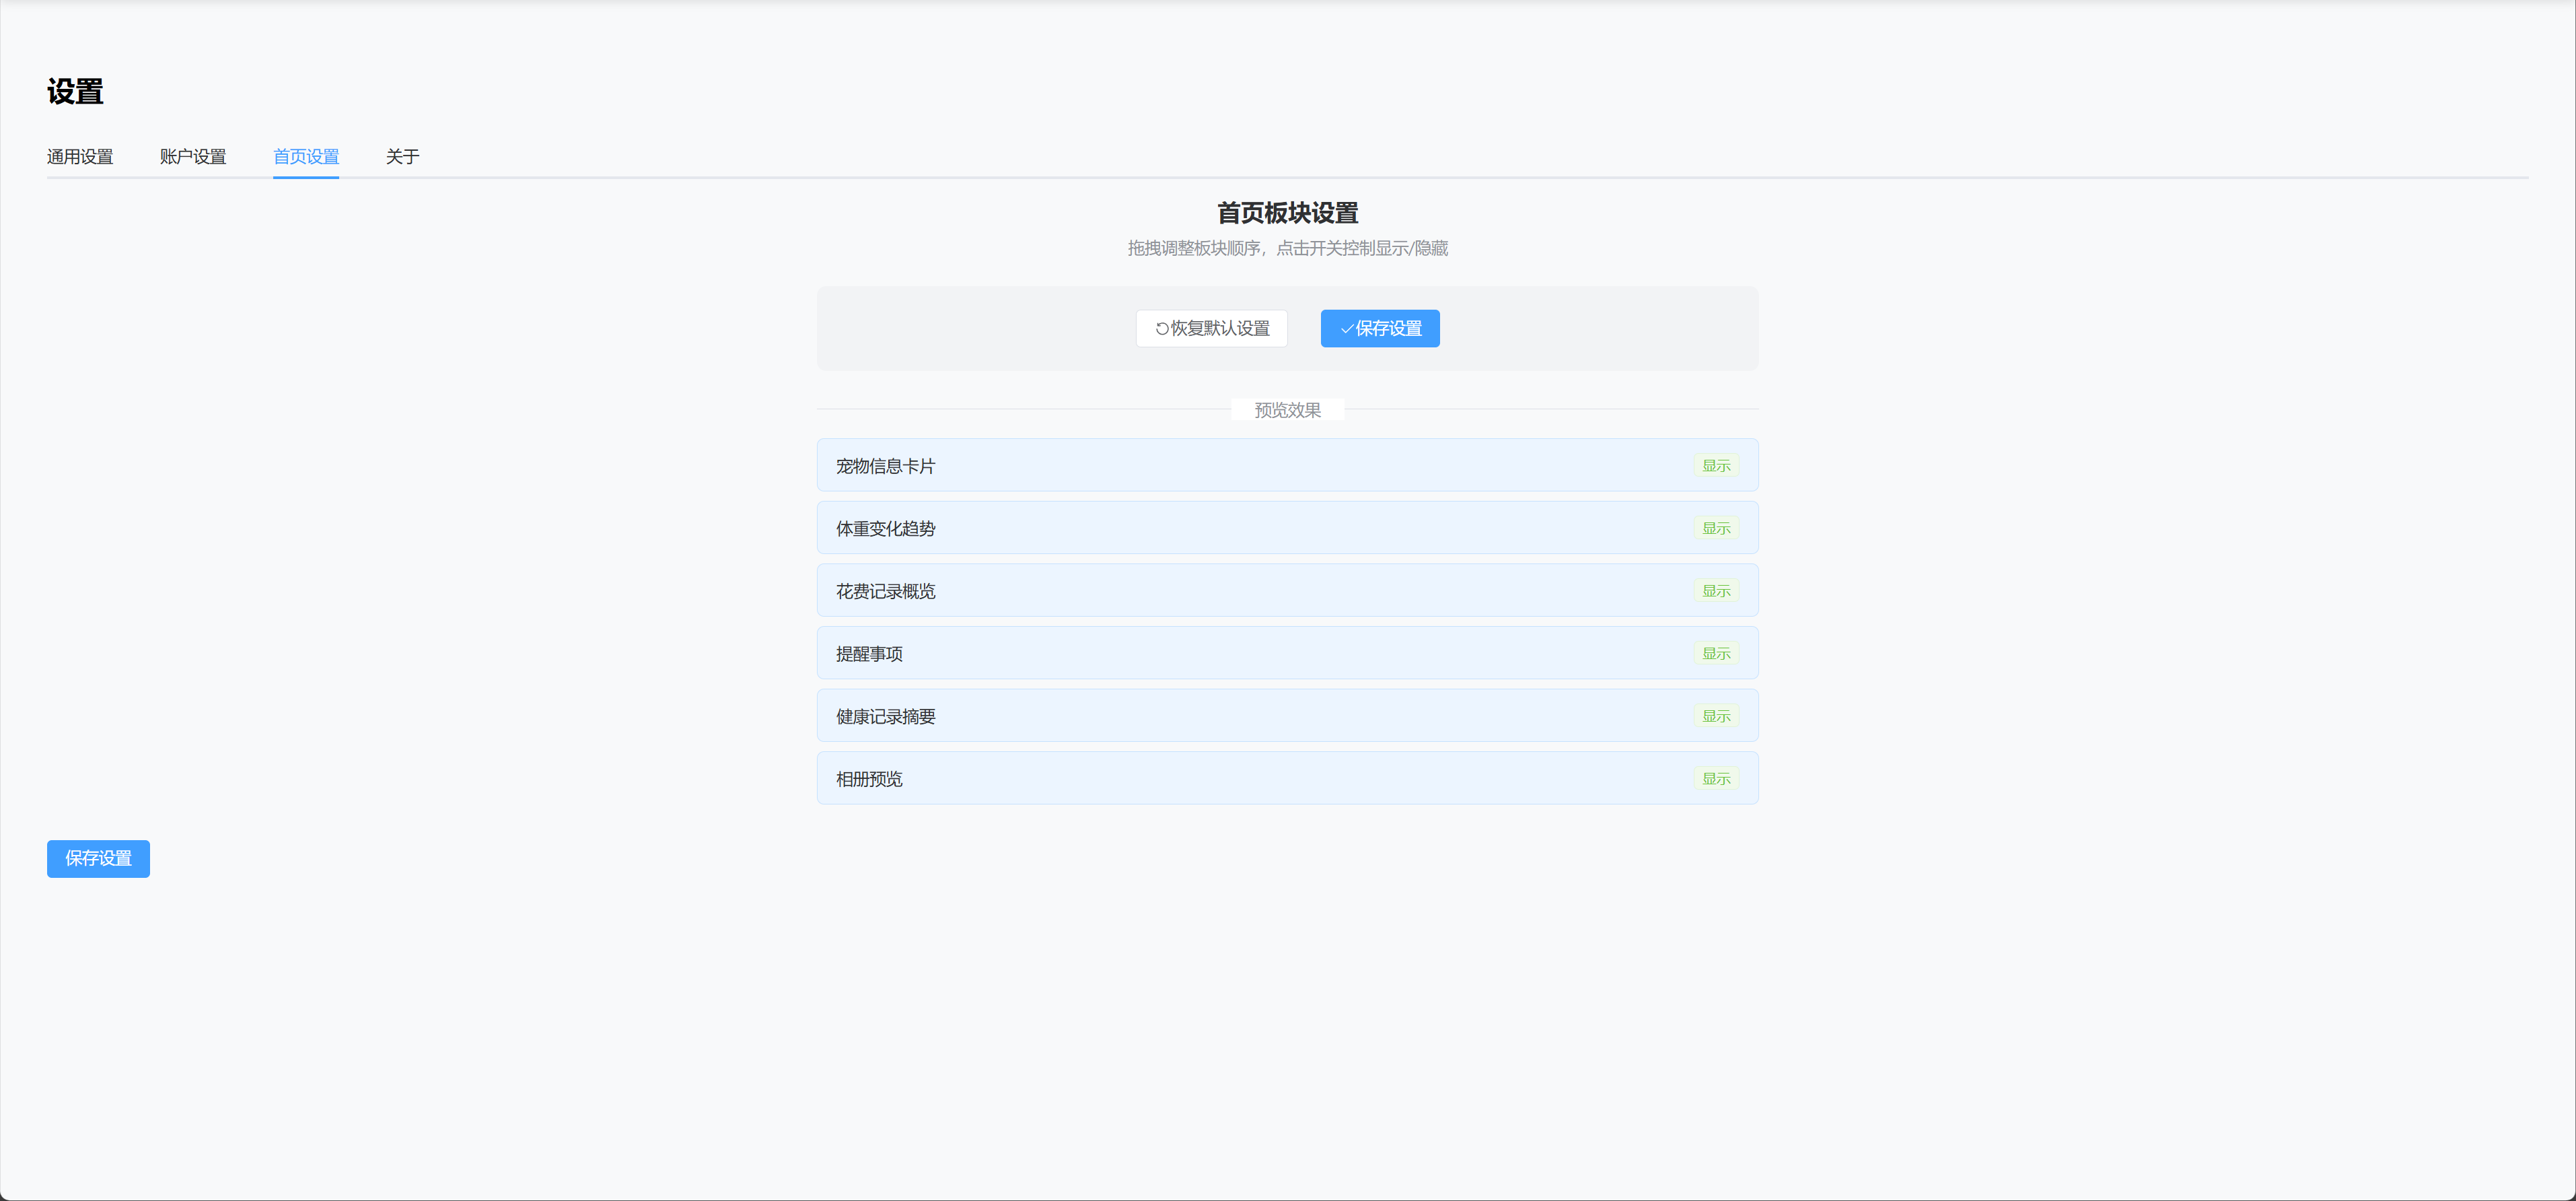 设置
通用设置 账户设置 首页设置 关于
首页板块设置
拖拽调整板块顺序，点击开关控制显示/隐藏
恢复默认设置 保存设置
预览效果
宠物信息卡片 显示
体重变化趋势 显示
花费记录概览 显示
提醒事项 显示
健康记录摘要 显示
相册预览 显示
保存设置